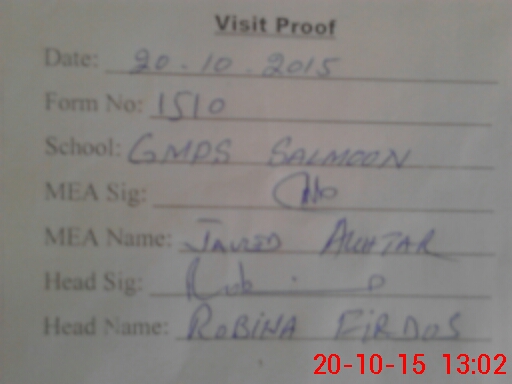 Visit Proof
Date: 20-10-2015
Form No: 1510
School: GMPS SALMOON
MEA Sig:
MEA Name: JAVED AKHTAR
Head Sig:
Head Name: ROBINA FIRDOS
20-10-15 13:02